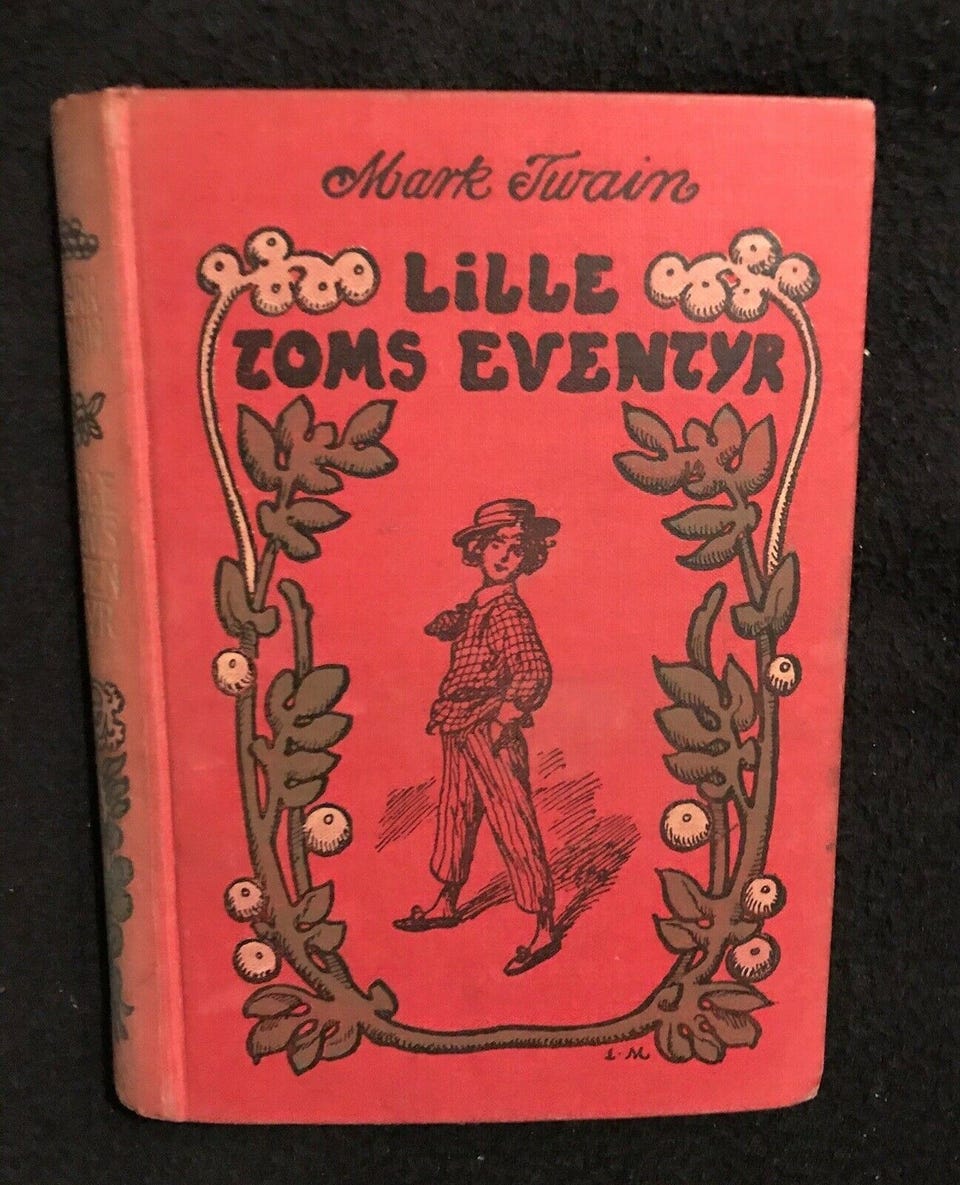 Mark Twain
LiLLE
TOMS EVENTYR
L·M